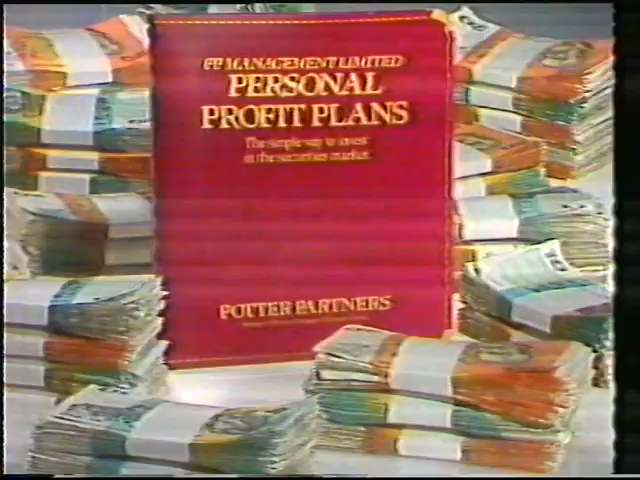 PP MANAGEMENT LIMITED
PERSONAL
PROFIT PLANS
The simple way to invest
in the securities market
POTTER PARTNERS